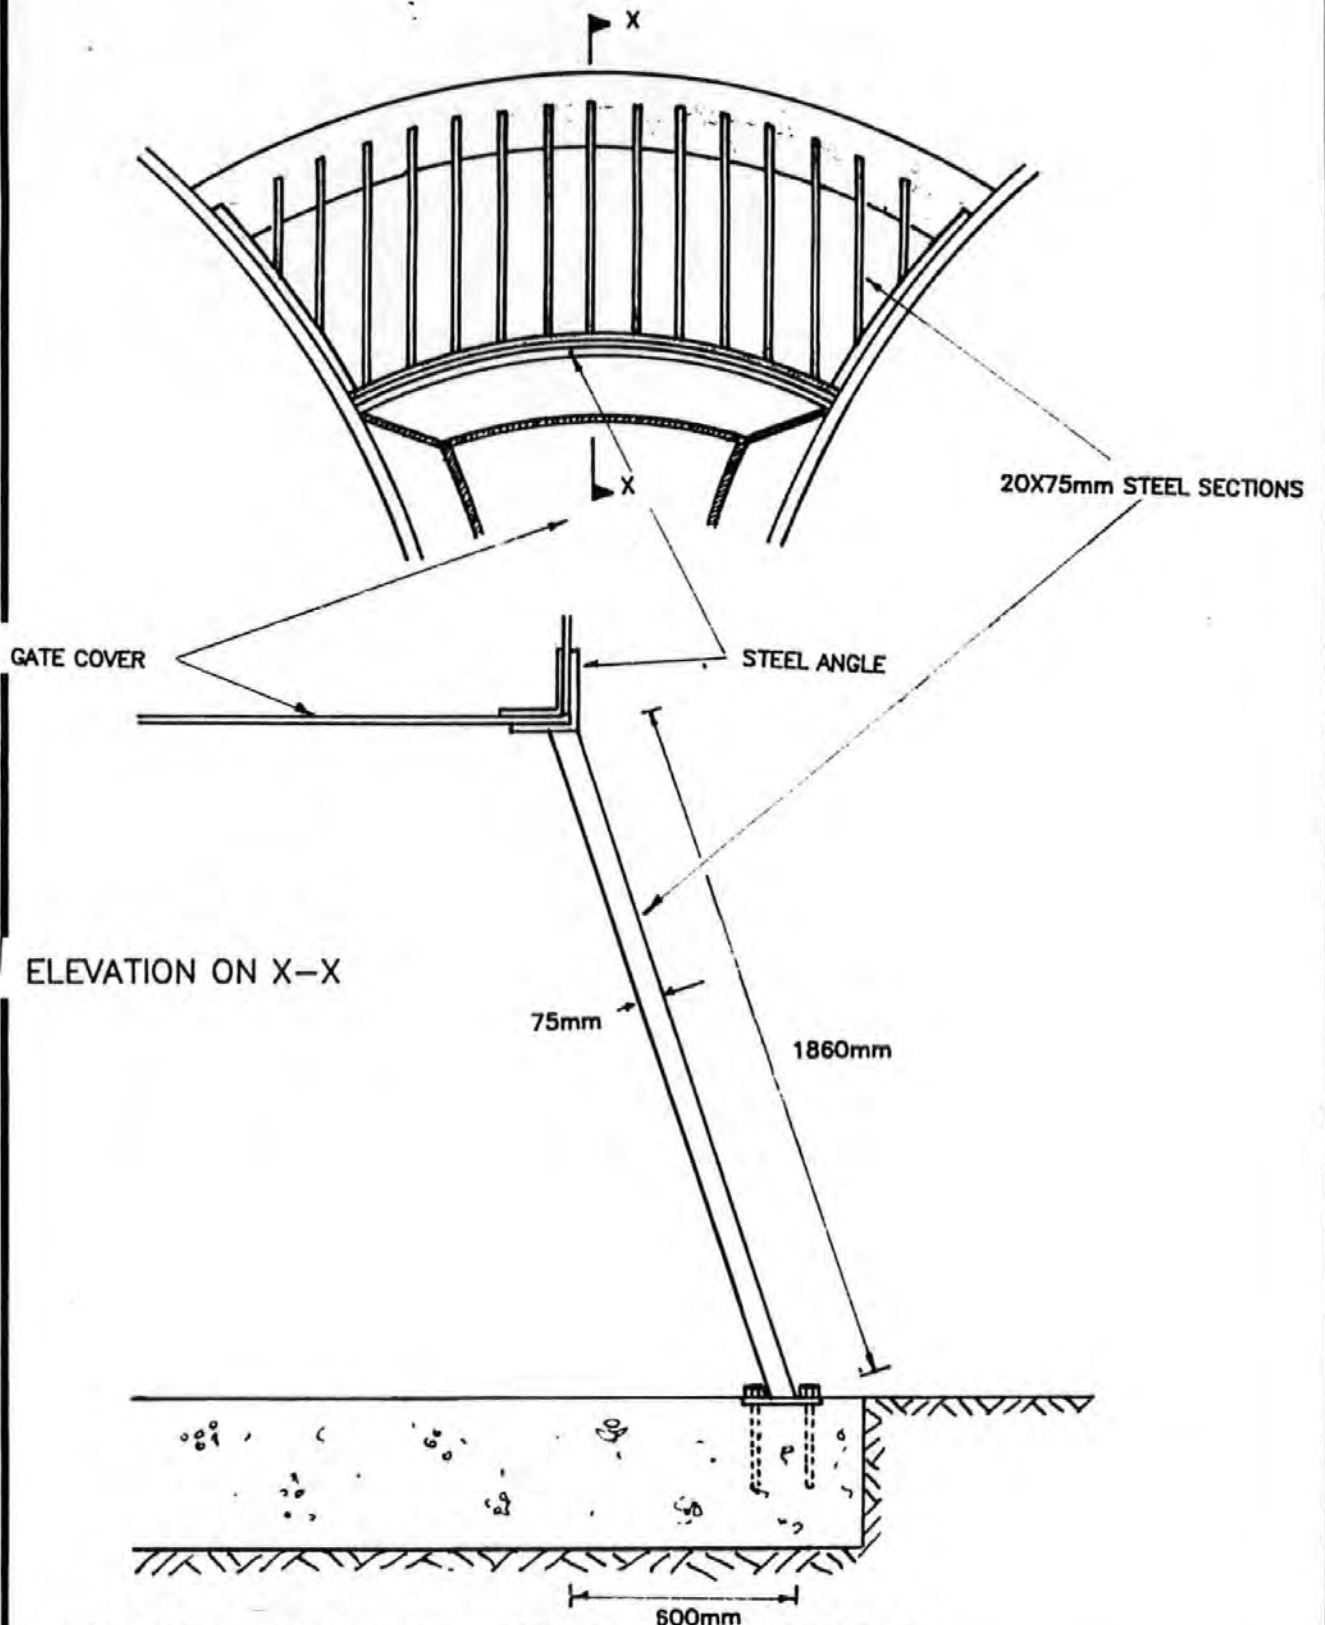 X
X
20X75mm STEEL SECTIONS
GATE COVER
STEEL ANGLE
ELEVATION ON X-X
75mm
1860mm
600mm